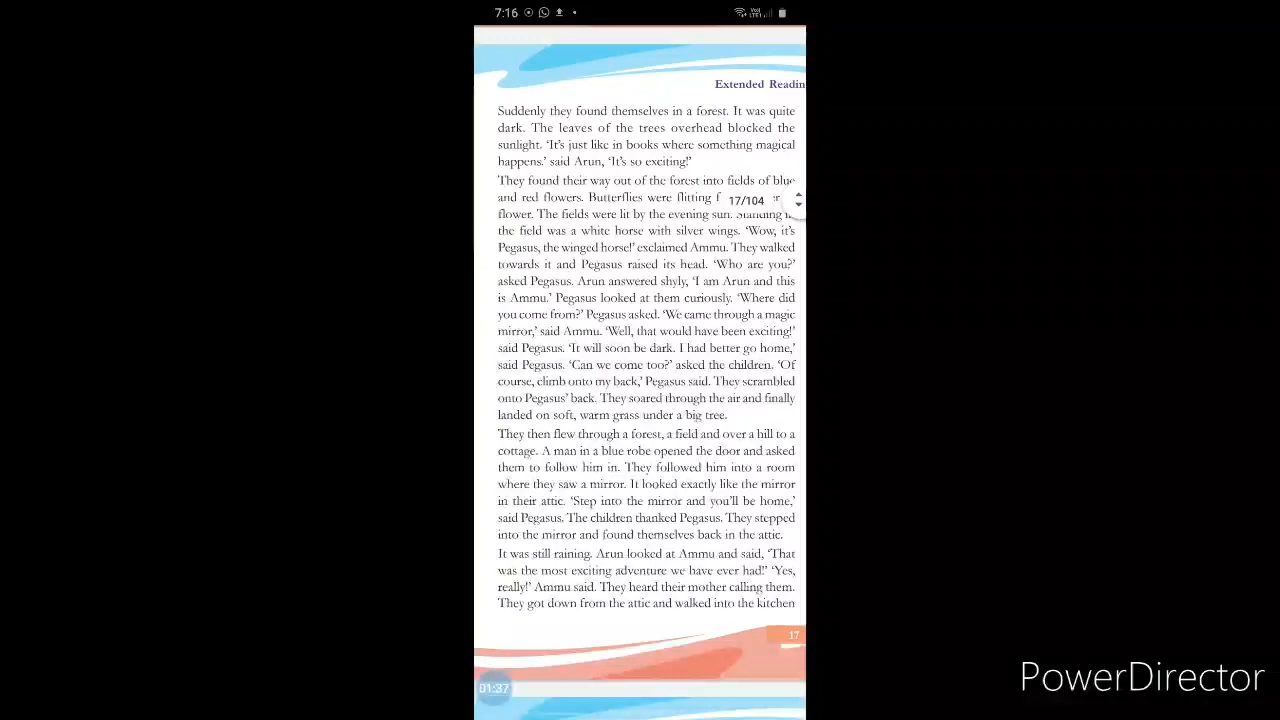 7:16
Vo)
LTE1
Extended Readin
Suddenly they found themselves in a forest. It was quite
dark. The leaves of the trees overhead blocked the
sunlight. ‘It’s just like in books where something magical
happens.’ said Arun, ‘It’s so exciting!’
They found their way out of the forest into fields of blue
and red flowers. Butterflies were flitting f
17/104
flower. The fields were lit by the evening sun. Standing
the field was a white horse with silver wings. ‘Wow, it’s
Pegasus, the winged horse!’ exclaimed Ammu. They walked
towards it and Pegasus raised its head. ‘Who are you?’
asked Pegasus. Arun answered shyly, ‘I am Arun and this
is Ammu.’ Pegasus looked at them curiously. ‘Where did
you come from?’ Pegasus asked. ‘We came through a magic
mirror,’ said Ammu. ‘Well, that would have been exciting!’
said Pegasus. ‘It will soon be dark. I had better go home,’
said Pegasus. ‘Can we come too?’ asked the children. ‘Of
course, climb onto my back,’ Pegasus said. They scrambled
onto Pegasus’ back. They soared through the air and finally
landed on soft, warm grass under a big tree.
They then flew through a forest, a field and over a hill to a
cottage. A man in a blue robe opened the door and asked
them to follow him in. They followed him into a room
where they saw a mirror. It looked exactly like the mirror
in their attic. ‘Step into the mirror and you’ll be home,’
said Pegasus. The children thanked Pegasus. They stepped
into the mirror and found themselves back in the attic.
It was still raining. Arun looked at Ammu and said, ‘That
was the most exciting adventure we have ever had!’ ‘Yes,
really!’ Ammu said. They heard their mother calling them.
They got down from the attic and walked into the kitchen
17
01:37
PowerDirector